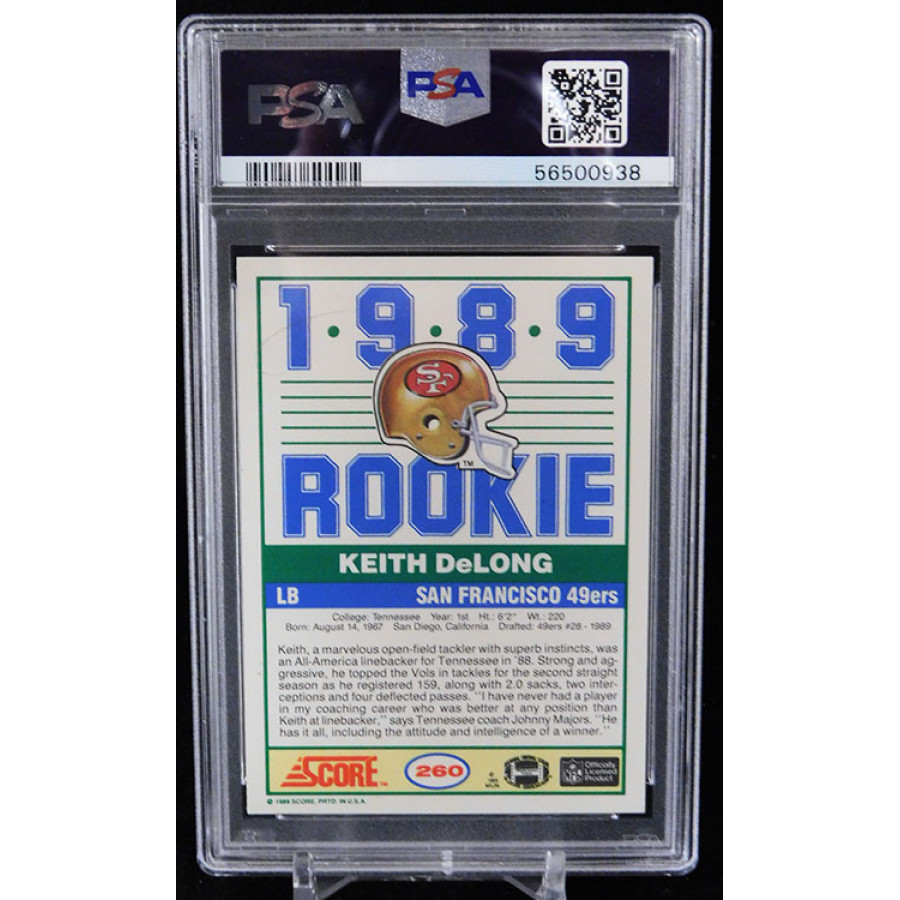 PSA
PSA
56500938
1·9·8·9
SF
TM
ROOKIE
KEITH DeLONG
LB SAN FRANCISCO 49ers
College: Tennessee Year: 1st Ht.: 6'2" Wt.: 220
Born: August 14, 1967 San Diego, California Drafted: 49ers #28 - 1989
Keith, a marvelous open-field tackler with superb instincts, was
an All-America linebacker for Tennessee in '88. Strong and ag-
gressive, he topped the Vols in tackles for the second straight
season as he registered 159, along with 2.0 sacks, two inter-
ceptions and four deflected passes. "I have never had a player
in my coaching career who was better at any position than
Keith at linebacker," says Tennessee coach Johnny Majors. "He
has it all, including the attitude and intelligence of a winner."
SCORE TM 260
Officially
Licensed
Product
© 1989 SCORE, PRTD. IN U.S.A.
PSA